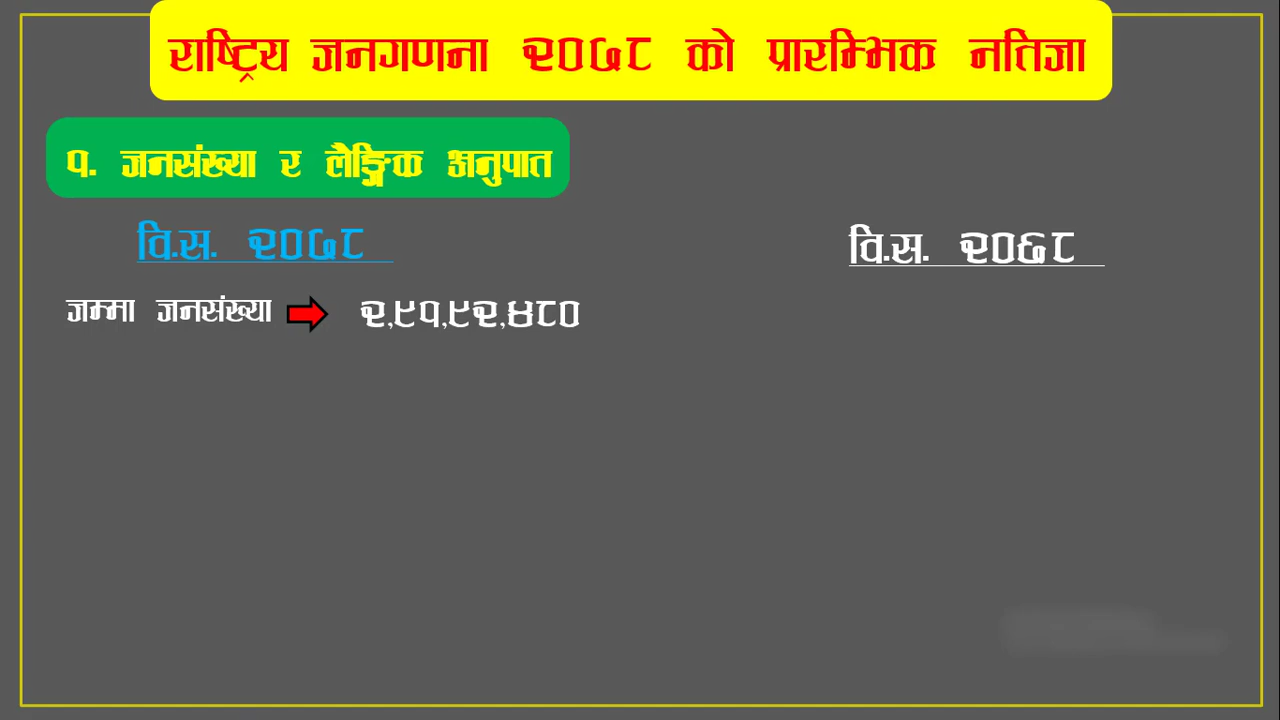 राष्ट्रिय जनगणना २०७८ को प्रारम्भिक नतिजा
१. जनसंख्या र लैङ्गिक अनुपात
वि.स. २०७८
वि.स. २०६८
जम्मा जनसंख्या २,९१,९२,४८०